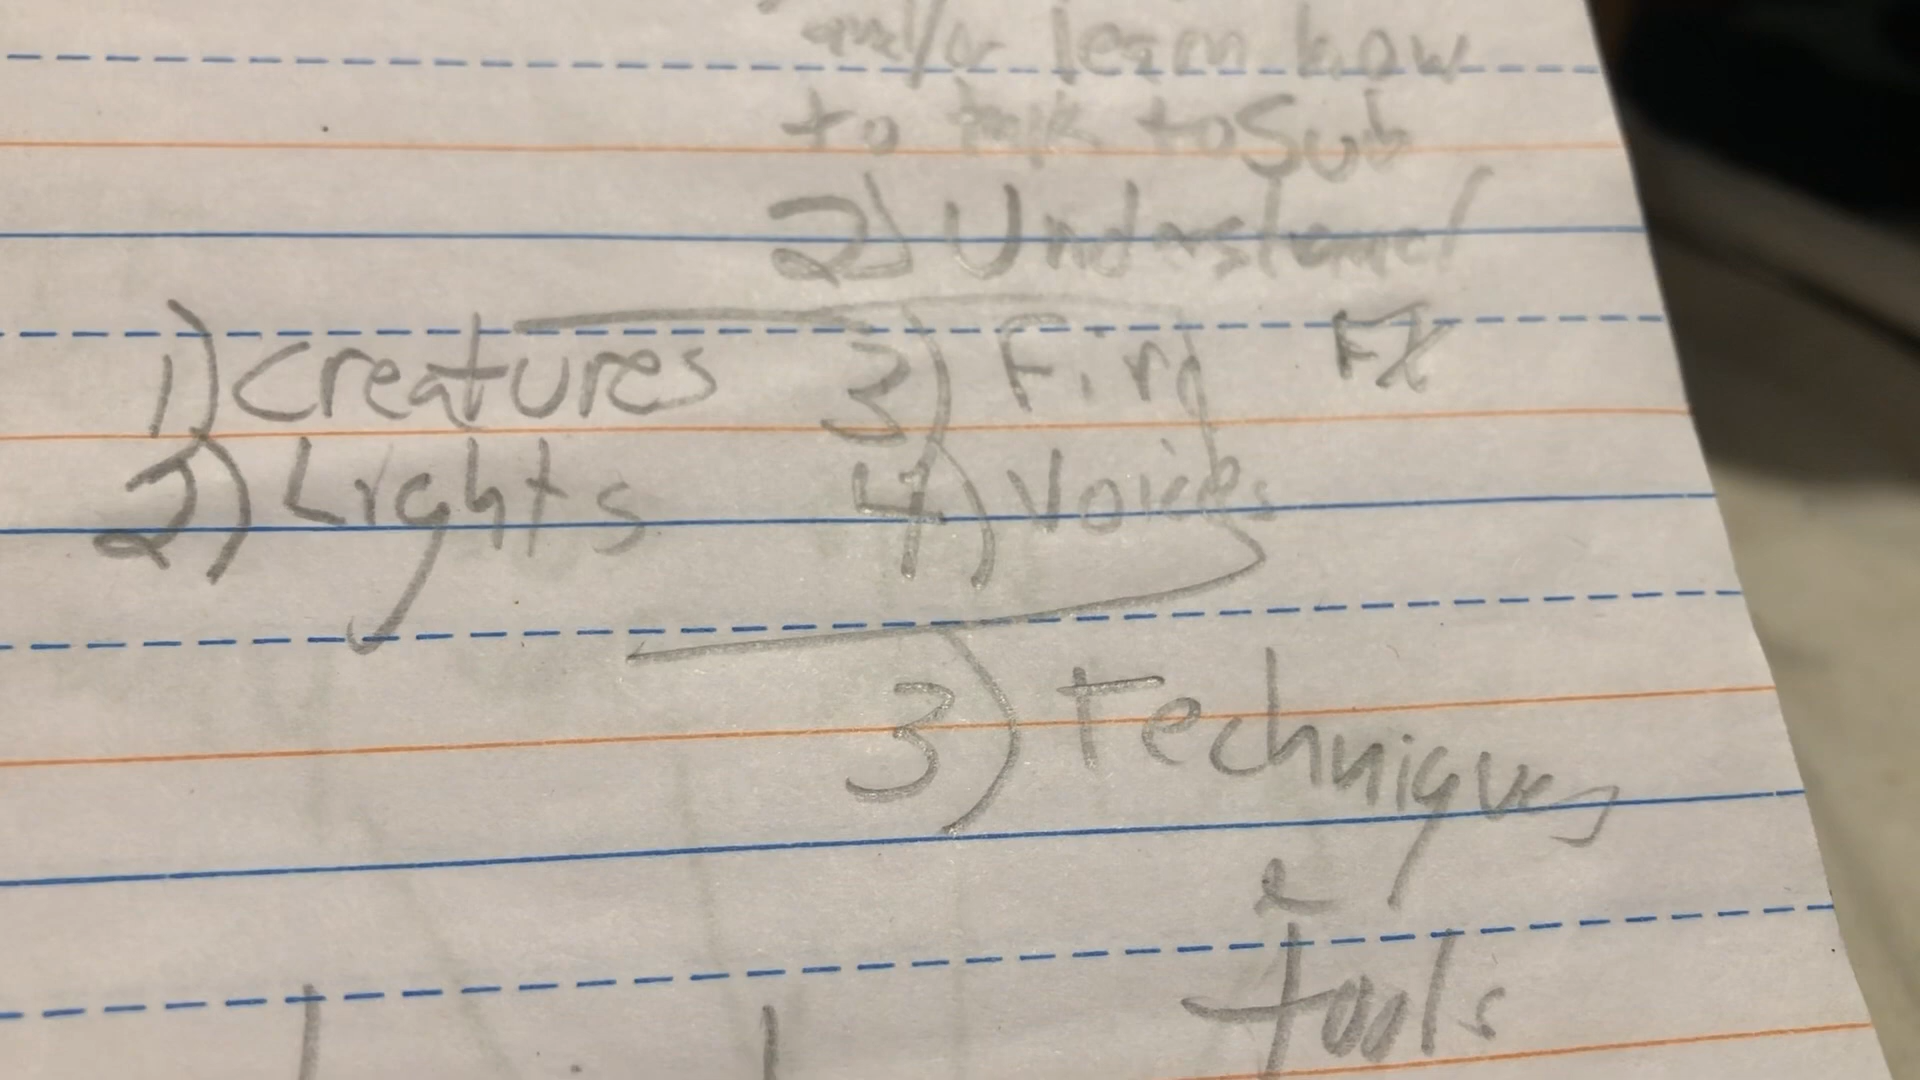 and/or learn how
to talk to Sub
2) Understand
1) Creatures 3) Find FX
2) Lights 4) Voices
3) Techniques
&
tools